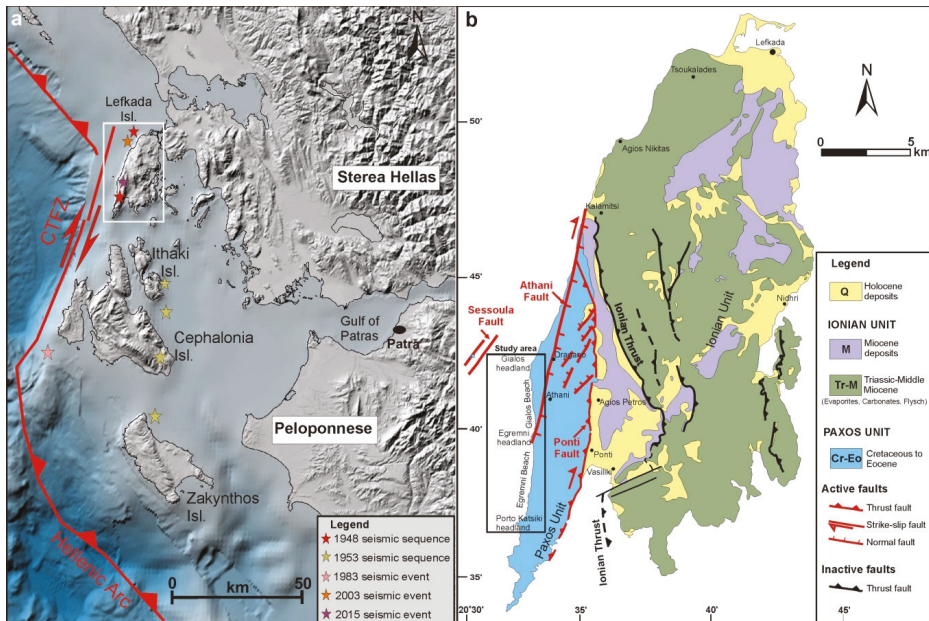 a
N
Lefkada
Isl.
CTFZ
Sterea Hellas
Ithaki
Isl.
Cephalonia
Isl.
Gulf of
Patras
Patra
Peloponnese
Zakynthos
Isl.
Hellenic Arc
0
50
km
Legend
1948 seismic sequence
1953 seismic sequence
1983 seismic event
2003 seismic event
2015 seismic event
b
50'
45'
40'
35'
20°30'
35'
40'
45'
Lefkada
Tsoukalades
Agios Nikitas
Kalamitsi
Athani
Fault
Sessoula
Fault
Ionian Thrust
Ionian Unit
Nidhri
Study area
Gialos
headland
Dragano
Gialos Beach
Athani
Agios Petros
Egremni
headland
Ponti
Fault
Ponti
Vasiliki
Egremni Beach
Porto Katsiki
headland
Paxos Unit
Ionian Thrust
N
0
5
km
Legend
Q
Holocene
deposits
IONIAN UNIT
M
Miocene
deposits
Tr-M
Triassic-Middle
Miocene
(Evaporites, Carbonates, Flysch)
PAXOS UNIT
Cr-Eo
Cretaceous to
Eocene
Active faults
Thrust fault
Strike-slip fault
Normal fault
Inactive faults
Thrust fault